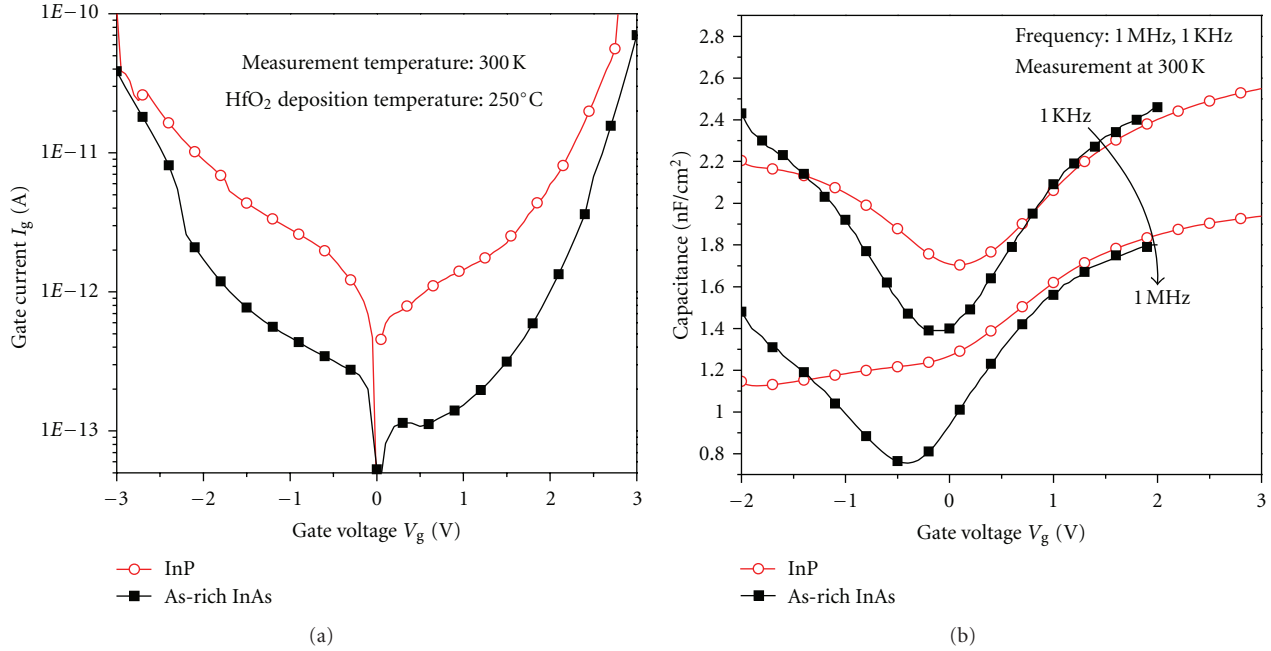 1E−10
1E−11
1E−12
1E−13
Gate current Ig (A)
Measurement temperature: 300 K
HfO2 deposition temperature: 250°C
−3 −2 −1 0 1 2 3
Gate voltage Vg (V)
InP
As-rich InAs
(a)
2.8
2.6
2.4
2.2
2
1.8
1.6
1.4
1.2
1
0.8
Capacitance (nF/cm2)
Frequency: 1 MHz, 1 KHz
Measurement at 300 K
1 KHz
1 MHz
−2 −1 0 1 2 3
Gate voltage Vg (V)
InP
As-rich InAs
(b)